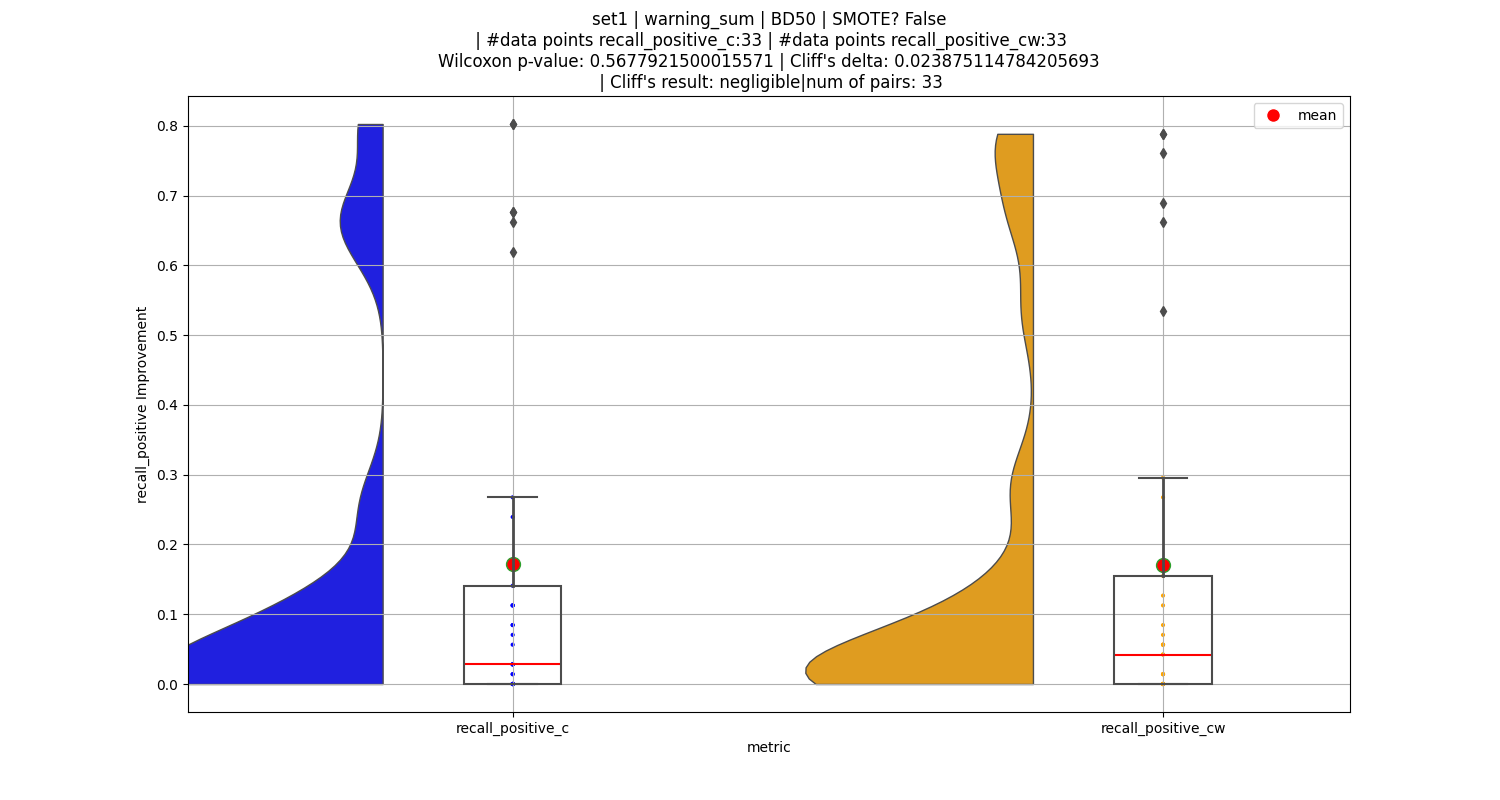 set1 | warning_sum | BD50 | SMOTE? False
| #data points recall_positive_c:33 | #data points recall_positive_cw:33
Wilcoxon p-value: 0.5677921500015571 | Cliff's delta: 0.023875114784205693
| Cliff's result: negligible|num of pairs: 33
mean
0.8
0.7
0.6
0.5
0.4
0.3
0.2
0.1
0.0
recall_positive Improvement
recall_positive_c
recall_positive_cw
metric